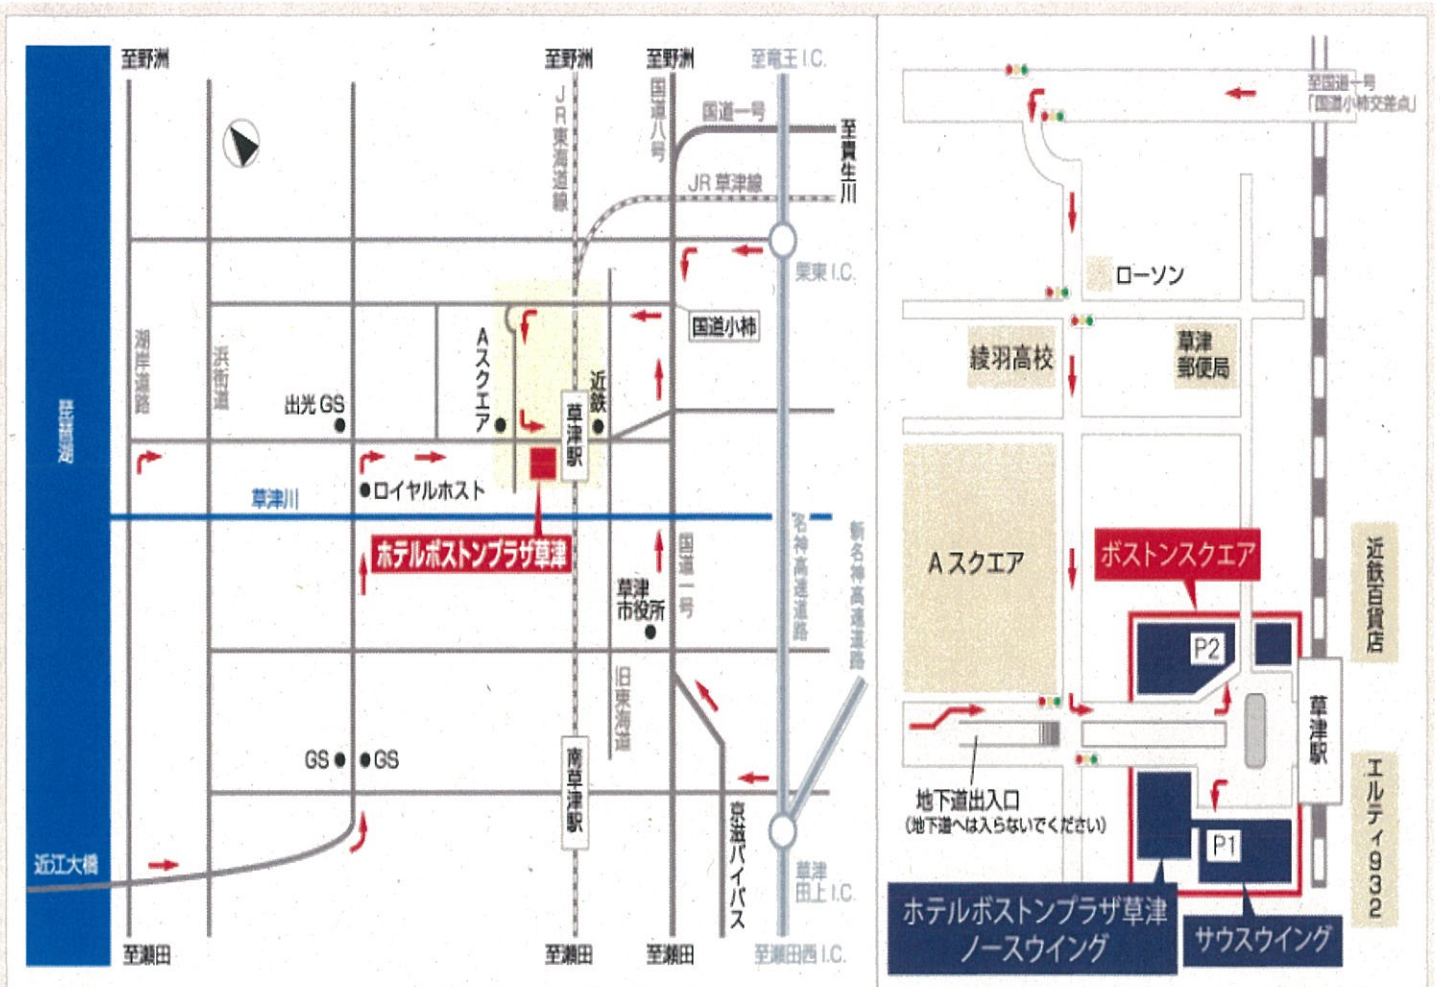 至野洲
至野洲
至野洲
至竜王I.C.
JR東海道線
国道八号
国道一号
至貴生川
JR草津線
栗東I.C.
国道小柿
湖岸道路
浜街道
Aスクエア
近鉄
出光GS
草津駅
琵琶湖
ロイヤルホスト
草津川
ホテルボストンプラザ草津
草津
市役所
国道一号
名神高速道路
新名神高速道路
旧東海道
GS
GS
南草津駅
京滋バイパス
近江大橋
草津
田上I.C.
至瀬田
至瀬田
至瀬田
至瀬田西I.C.
至国道一号
「国道小柿交差点」
ローソン
綾羽高校
草津
郵便局
Aスクエア
ボストンスクエア
近鉄百貨店
P2
草津駅
地下道出入口
(地下道へは入らないでください)
エルティ932
P1
ホテルボストンプラザ草津
ノースウイング
サウスウイング